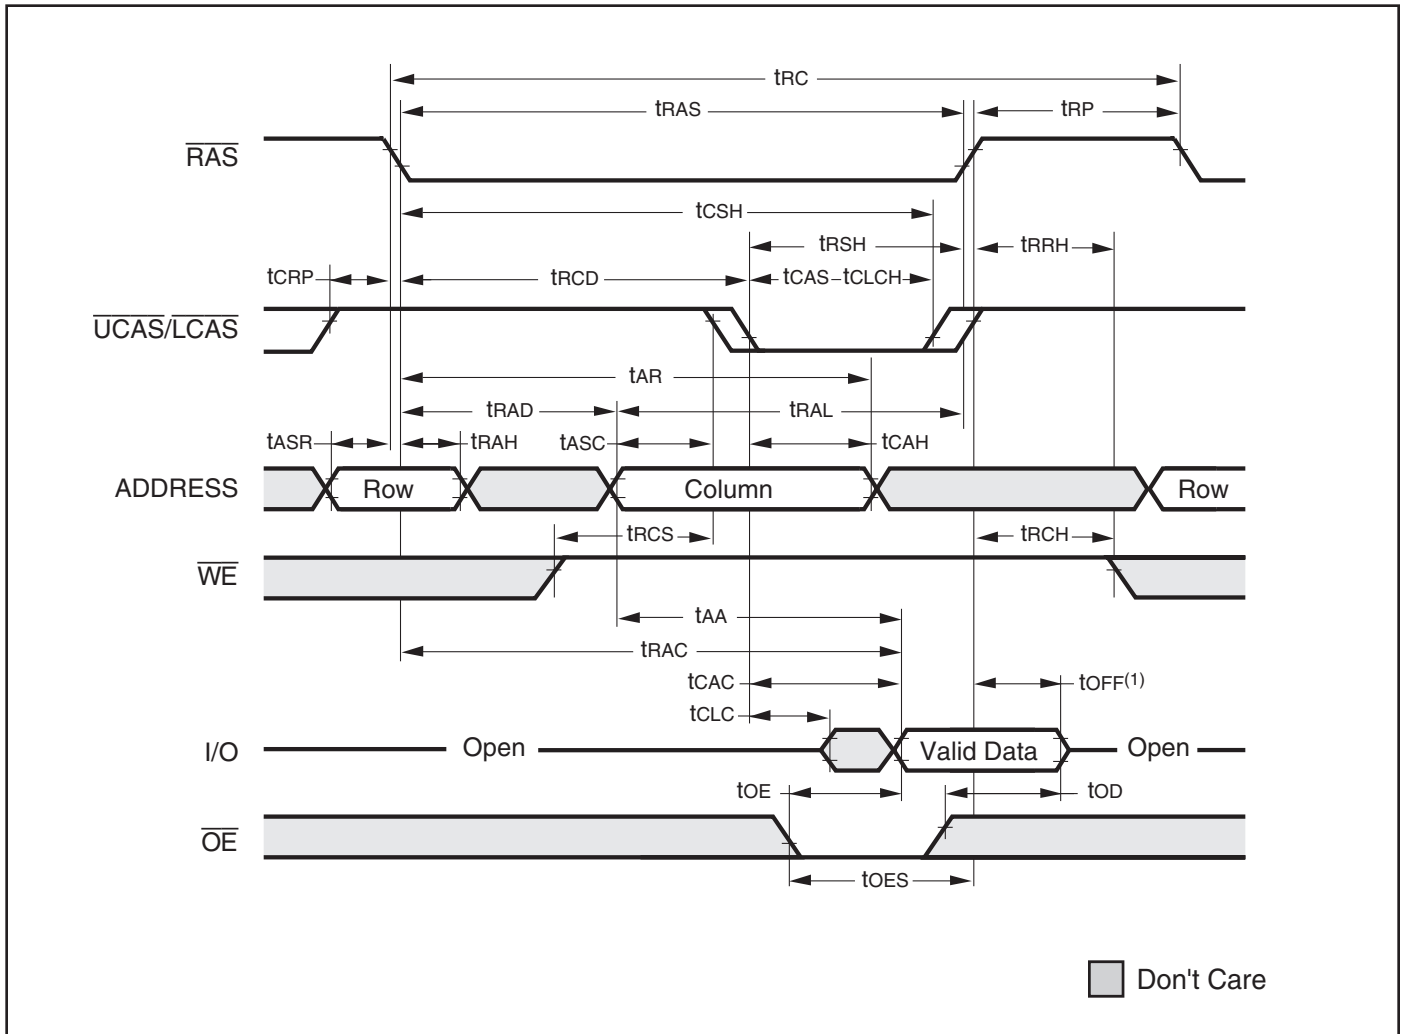 tRC
tRAS
tRP
RAS
tCSH
tRSH
tRRH
tCRP
tRCD
tCAS
tCLCH
UCAS/LCAS
tAR
tRAD
tRAL
tASR
tRAH
tASC
tCAH
ADDRESS
Row
Column
Row
tRCS
tRCH
WE
tAA
tRAC
tCAC
tOFF(1)
tCLC
I/O
Open
Valid Data
Open
tOE
tOD
OE
tOES
Don't Care